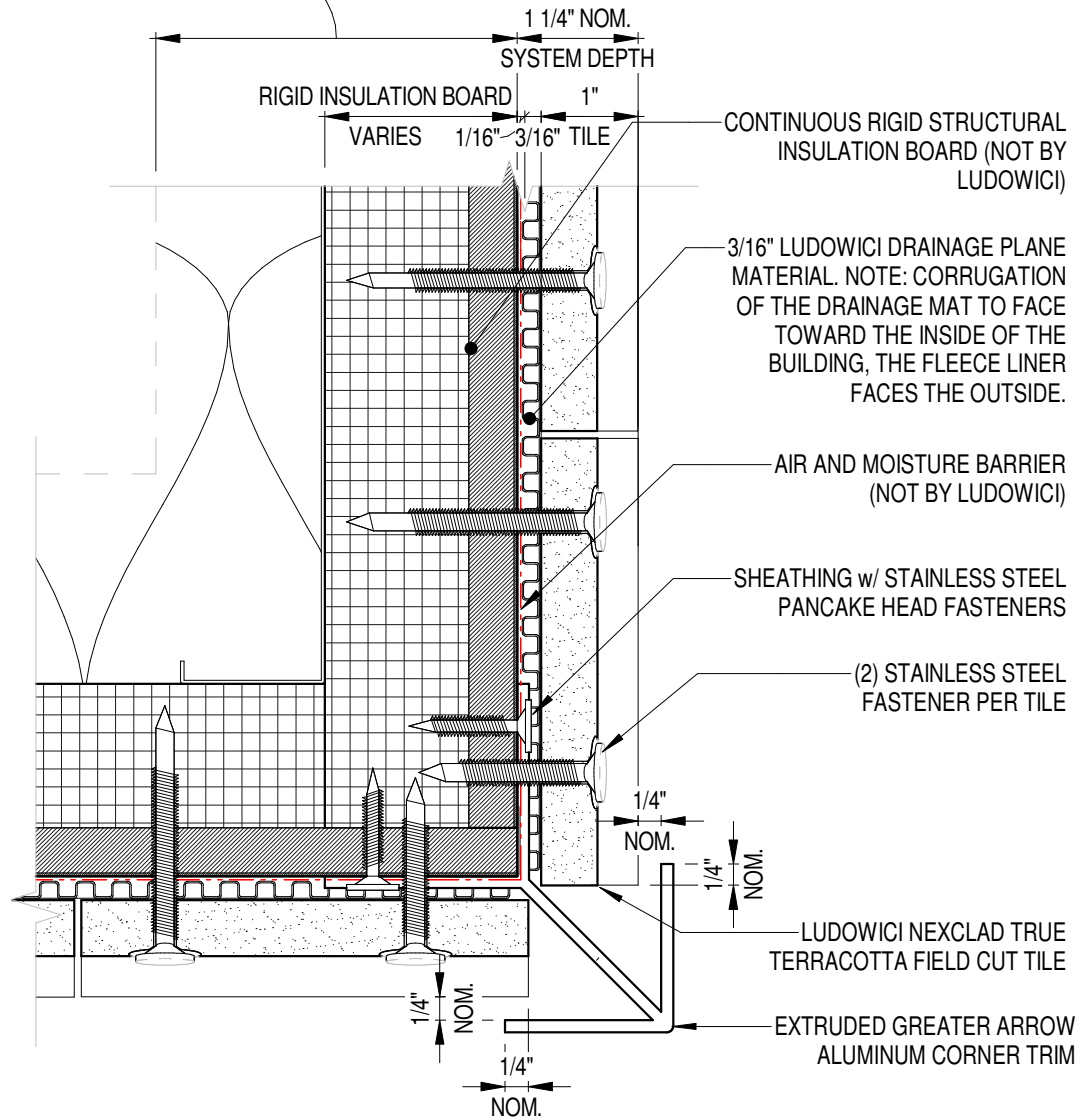 1 1/4" NOM.
SYSTEM DEPTH
RIGID INSULATION BOARD
VARIES
1/16"
3/16"
1"
TILE
CONTINUOUS RIGID STRUCTURAL
INSULATION BOARD (NOT BY
LUDOWICI)
3/16" LUDOWICI DRAINAGE PLANE
MATERIAL. NOTE: CORRUGATION
OF THE DRAINAGE MAT TO FACE
TOWARD THE INSIDE OF THE
BUILDING, THE FLEECE LINER
FACES THE OUTSIDE.
AIR AND MOISTURE BARRIER
(NOT BY LUDOWICI)
SHEATHING w/ STAINLESS STEEL
PANCAKE HEAD FASTENERS
(2) STAINLESS STEEL
FASTENER PER TILE
1/4"
NOM.
1/4"
NOM.
LUDOWICI NEXCLAD TRUE
TERRACOTTA FIELD CUT TILE
1/4"
NOM.
EXTRUDED GREATER ARROW
ALUMINUM CORNER TRIM
1/4"
NOM.